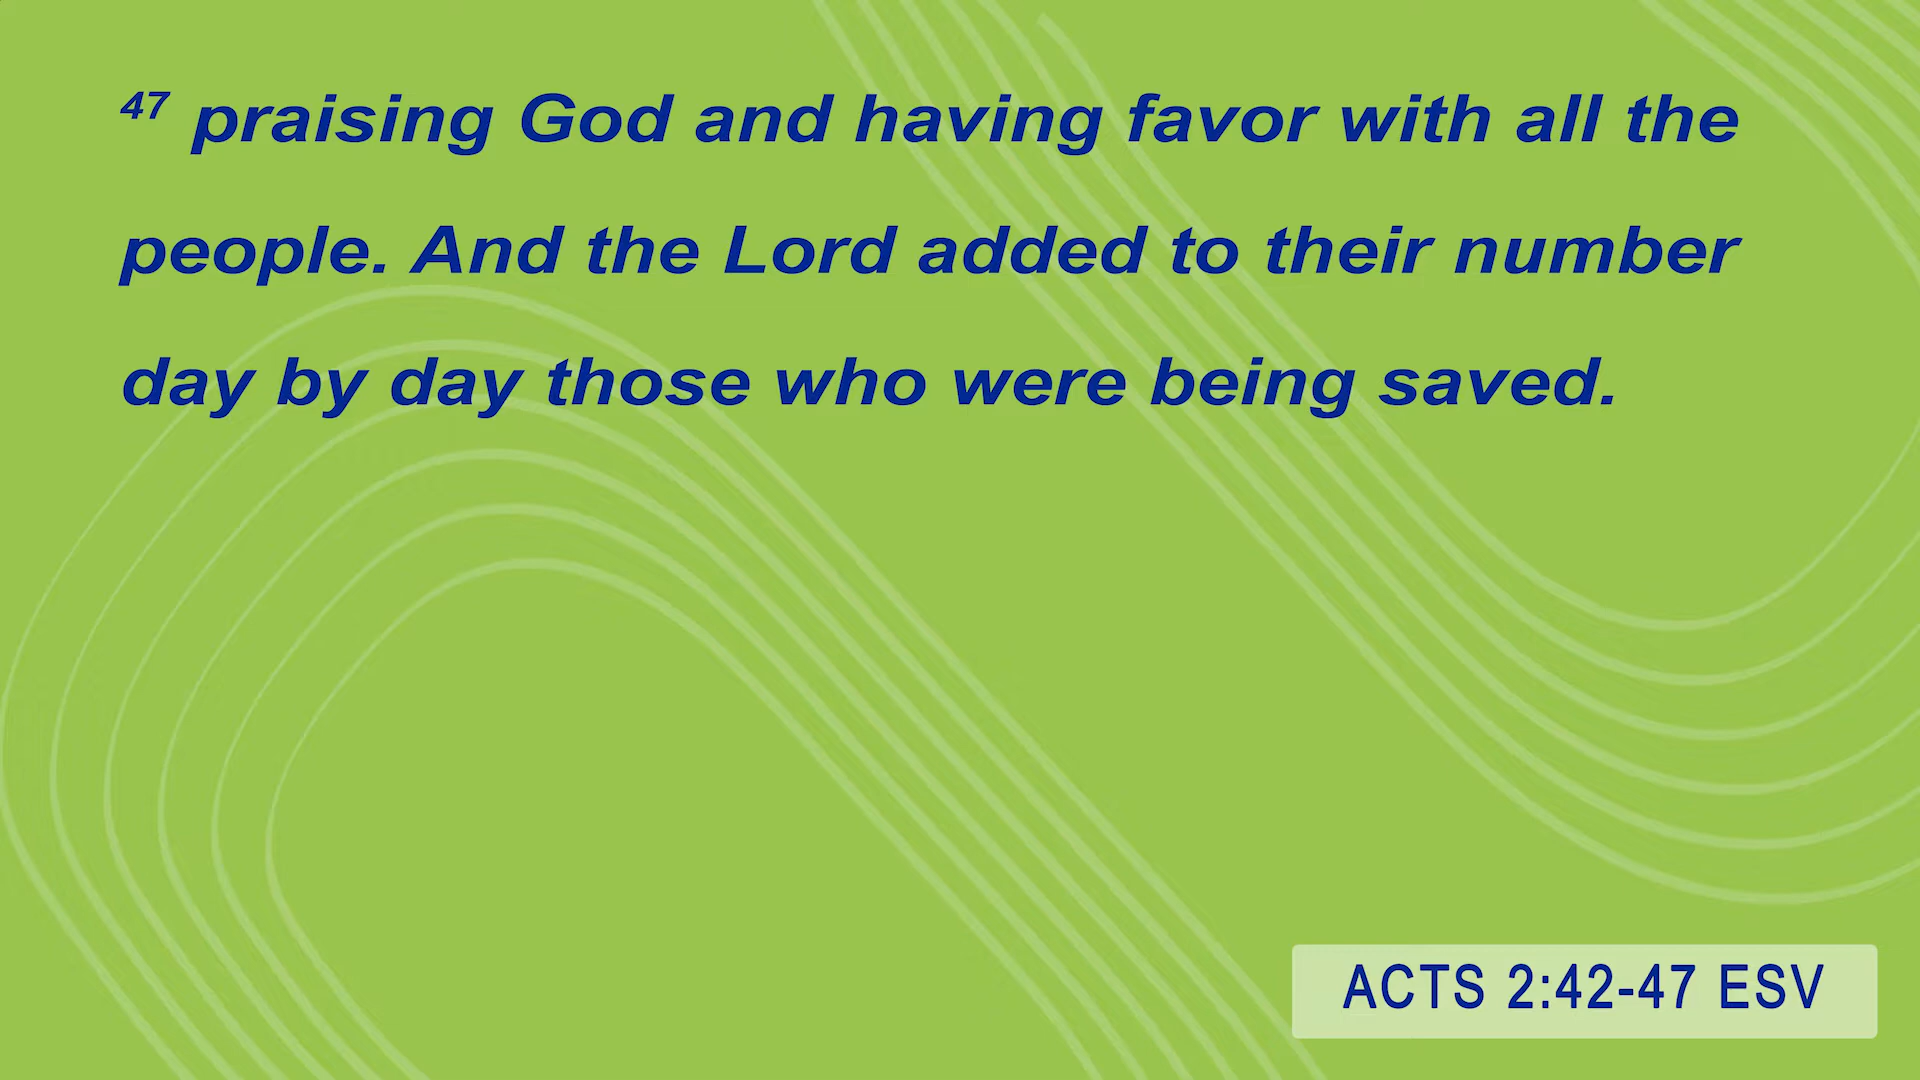 47 praising God and having favor with all the
people. And the Lord added to their number
day by day those who were being saved.
ACTS 2:42-47 ESV